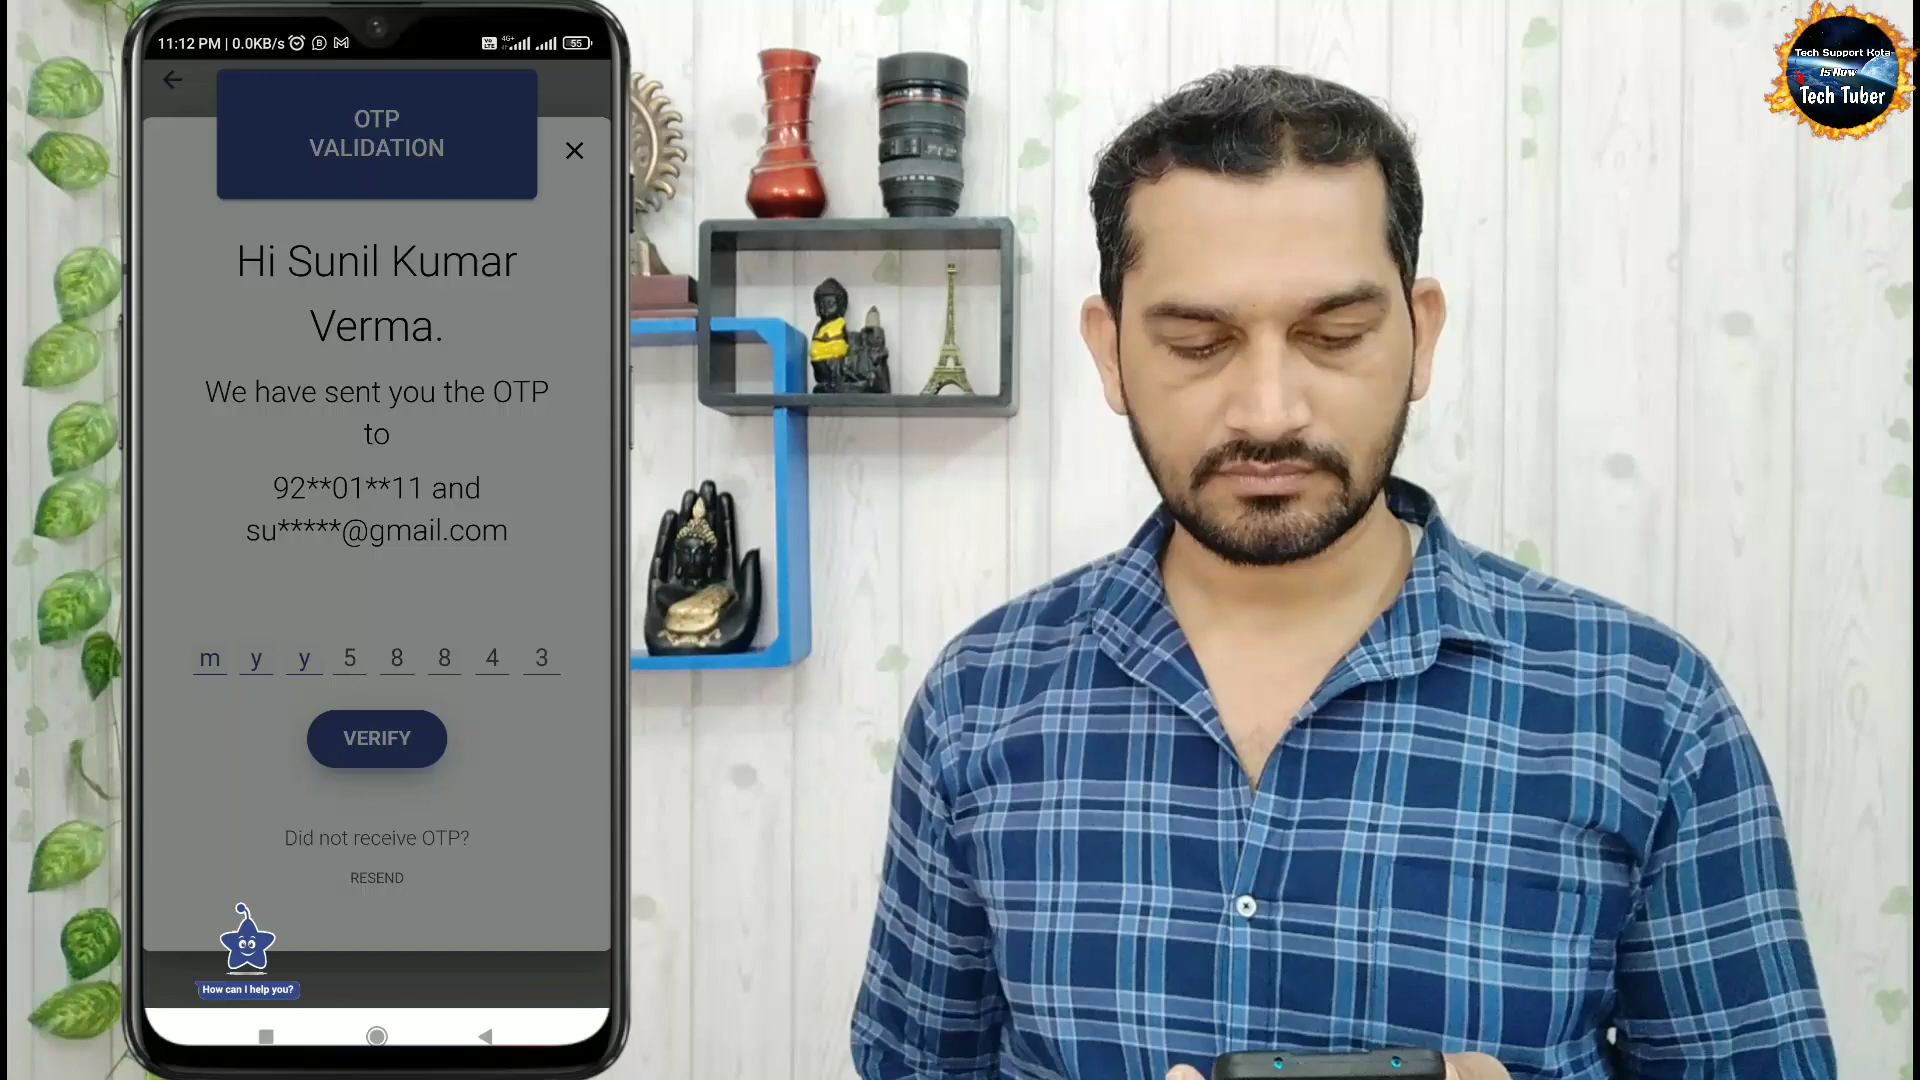 11:12 PM | 0.0KB/s
55
OTP
VALIDATION
Hi Sunil Kumar
Verma.
We have sent you the OTP
to
92**01**11 and
su*****@gmail.com
m y y 5 8 8 4 3
VERIFY
Did not receive OTP?
RESEND
How can I help you?
Tech Support Kota
is Now
Tech Tuber